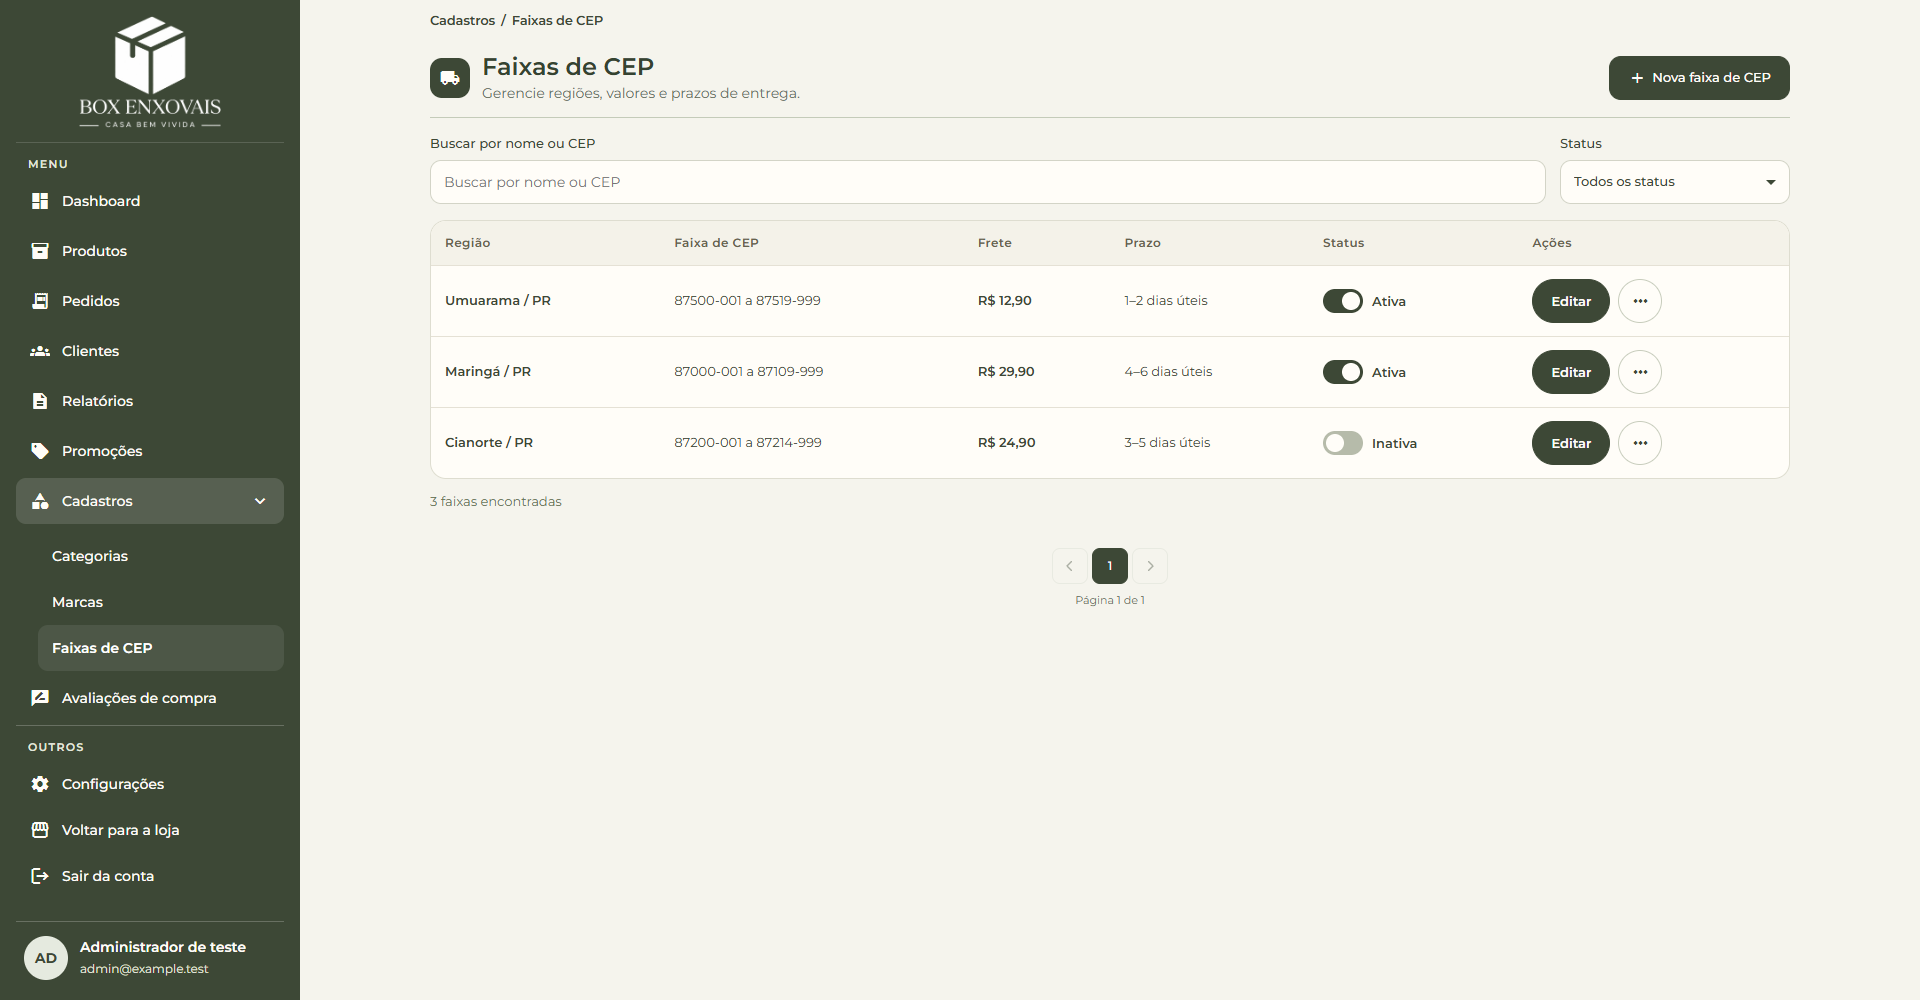 BOX ENXOVAIS
CASA BEM VIVIDA
MENU
Dashboard
Produtos
Pedidos
Clientes
Relatórios
Promoções
Cadastros
Categorias
Marcas
Faixas de CEP
Avaliações de compra
OUTROS
Configurações
Voltar para a loja
Sair da conta
AD
Administrador de teste
admin@example.test
Cadastros / Faixas de CEP
Faixas de CEP
Gerencie regiões, valores e prazos de entrega.
+ Nova faixa de CEP
Buscar por nome ou CEP
Status
Buscar por nome ou CEP
Todos os status
Região Faixa de CEP Frete Prazo Status Ações
Umuarama / PR 87500-001 a 87519-999 R$ 12,90 1–2 dias úteis Ativa Editar
Maringá / PR 87000-001 a 87109-999 R$ 29,90 4–6 dias úteis Ativa Editar
Cianorte / PR 87200-001 a 87214-999 R$ 24,90 3–5 dias úteis Inativa Editar
3 faixas encontradas
1
Página 1 de 1